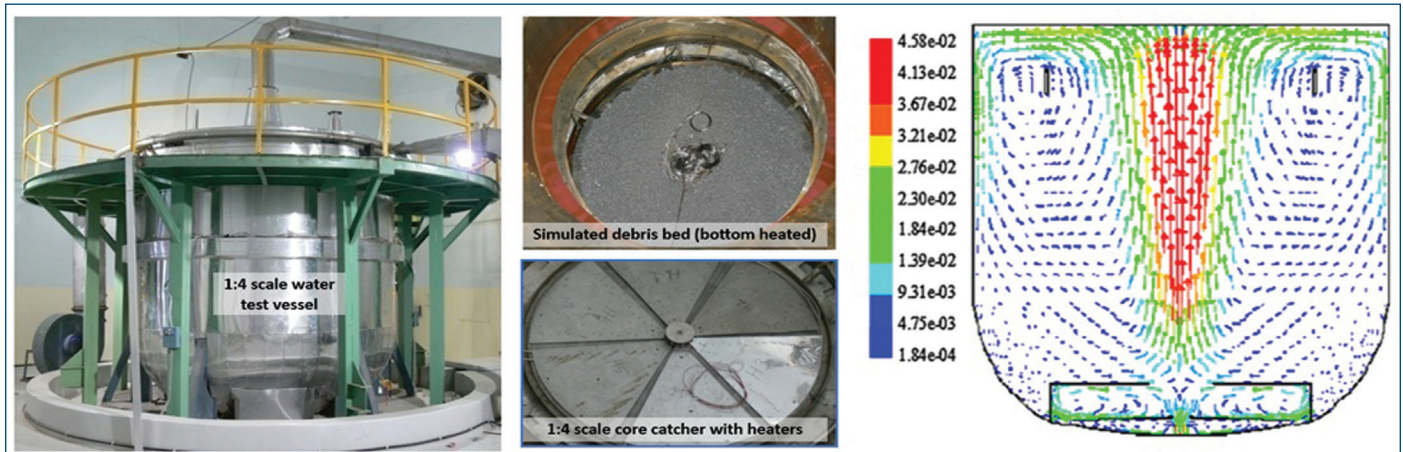 1:4 scale water
test vessel
Simulated debris bed (bottom heated)
1:4 scale core catcher with heaters
4.58e-02
4.13e-02
3.67e-02
3.21e-02
2.76e-02
2.30e-02
1.84e-02
1.39e-02
9.31e-03
4.75e-03
1.84e-04